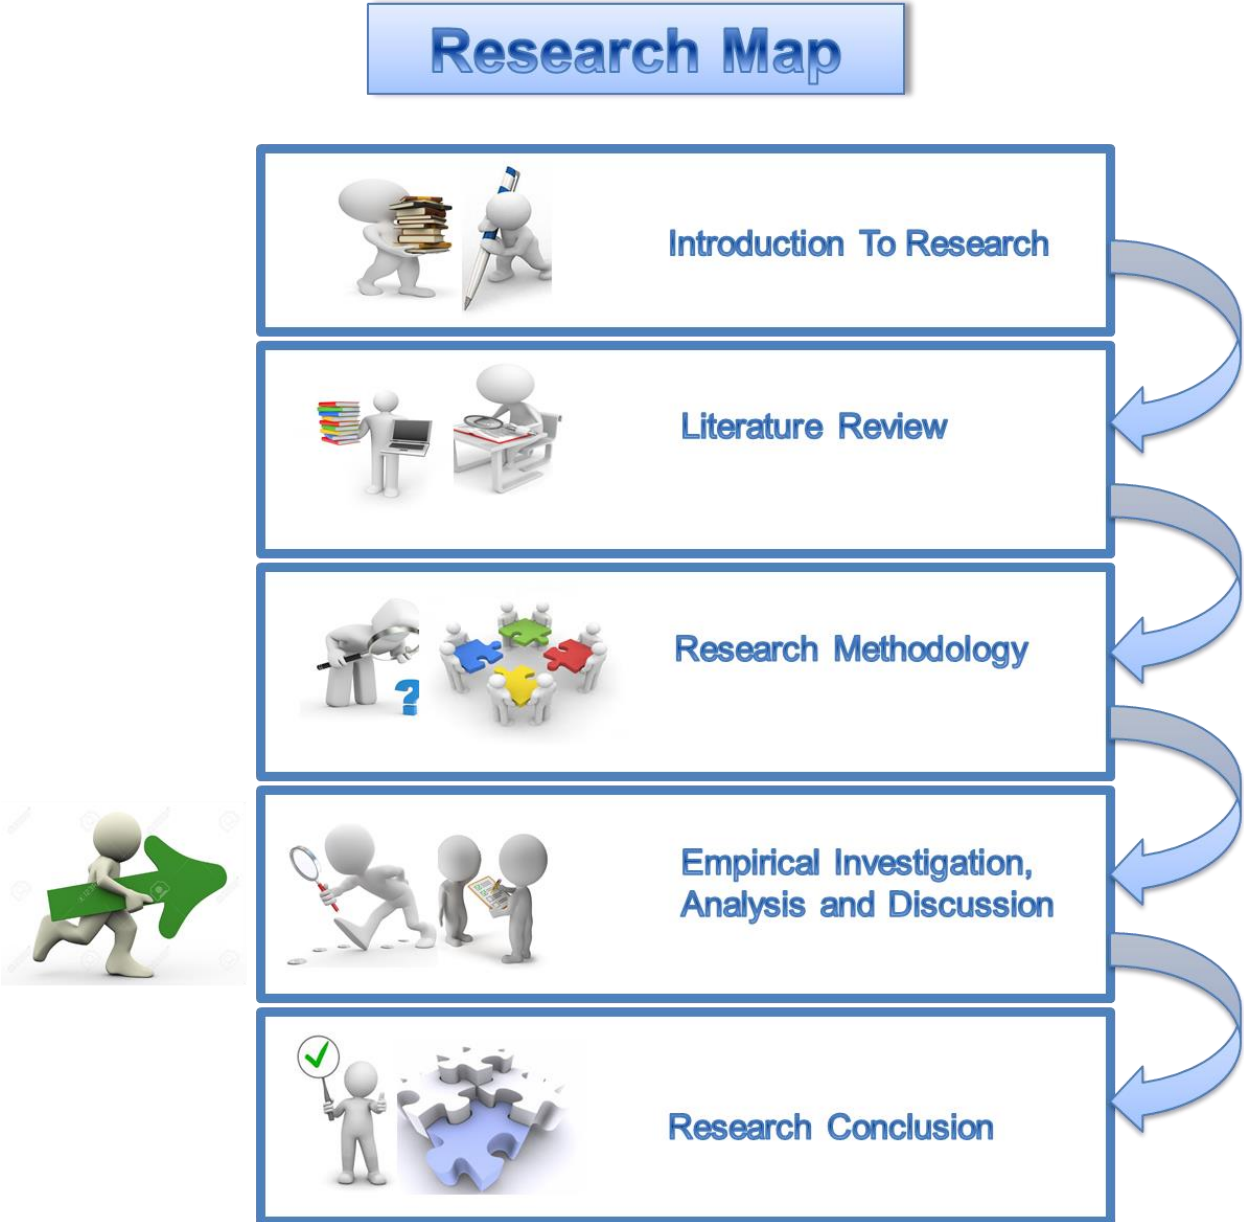 Research Map
Introduction To Research
Literature Review
Research Methodology
?
Empirical Investigation,
Analysis and Discussion
Research Conclusion